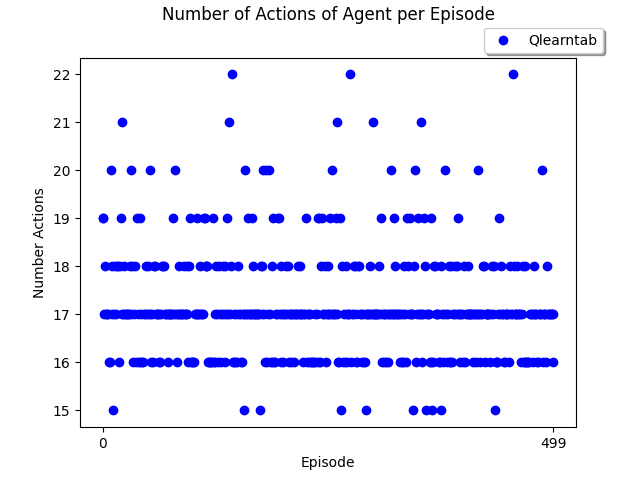 Number of Actions of Agent per Episode
Qlearntab
22
21
20
19
18
17
16
15
Number Actions
0
499
Episode